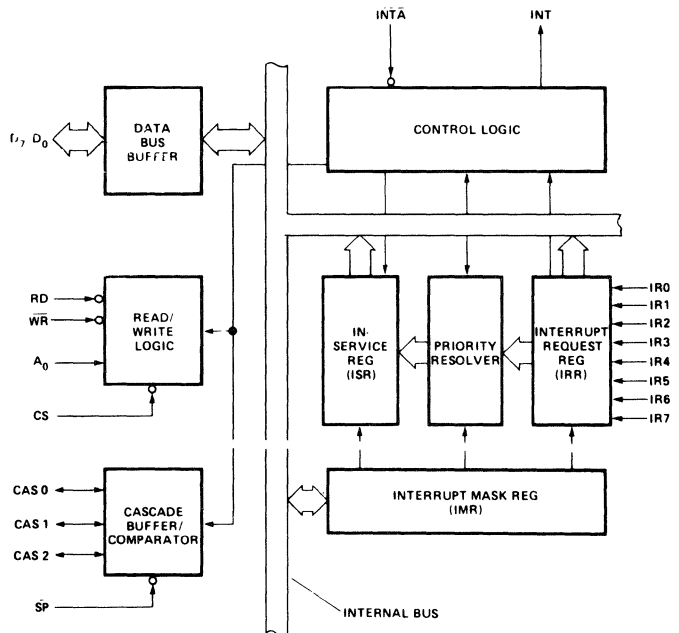 INTA
INT
DATA
BUS
BUFFER
D7 D0
CONTROL LOGIC
RD
WR
A0
CS
READ/
WRITE
LOGIC
IN-
SERVICE
REG
(ISR)
PRIORITY
RESOLVER
INTERRUPT
REQUEST
REG
(IRR)
IR0
IR1
IR2
IR3
IR4
IR5
IR6
IR7
CAS 0
CAS 1
CAS 2
CASCADE
BUFFER/
COMPARATOR
INTERRUPT MASK REG
(IMR)
SP
INTERNAL BUS